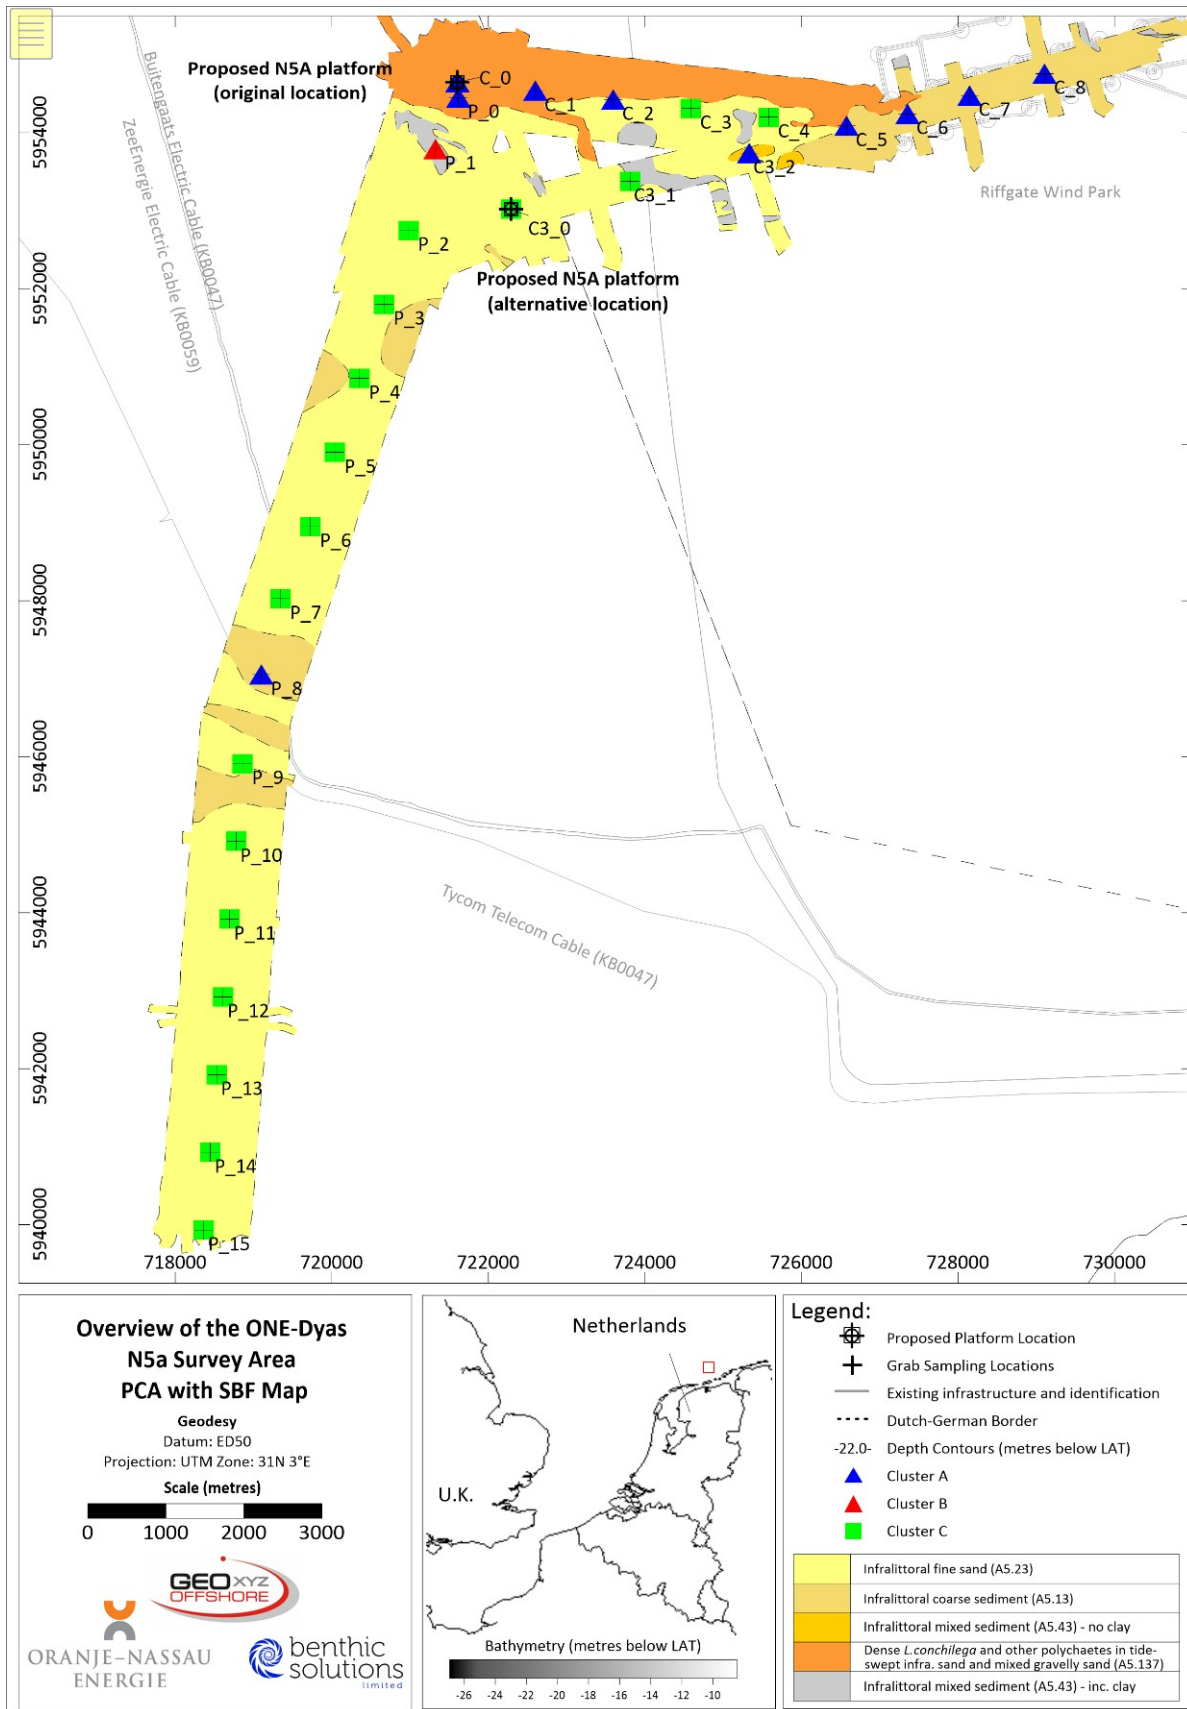 Proposed N5A platform
(original location)
C_0
P_0
C_1
C_2
C_3
C_4
C_5
C_6
C_7
C_8
P_1
C3_2
C3_1
C3_0
Riffgate Wind Park
Buitengaats Electric Cable (KB0047)
ZeeEnergie Electric Cable (KB0059)
P_2
Proposed N5A platform
(alternative location)
P_3
P_4
P_5
P_6
P_7
P_8
P_9
P_10
P_11
Tycom Telecom Cable (KB0047)
P_12
P_13
P_14
P_15
5954000
5952000
5950000
5948000
5946000
5944000
5942000
5940000
718000
720000
722000
724000
726000
728000
730000
Overview of the ONE-Dyas
N5a Survey Area
PCA with SBF Map
Geodesy
Datum: ED50
Projection: UTM Zone: 31N 3°E
Scale (metres)
0 1000 2000 3000
GEO XYZ
OFFSHORE
ORANJE-NASSAU
ENERGIE
benthic
solutions
limited
Netherlands
U.K.
Bathymetry (metres below LAT)
-26 -24 -22 -20 -18 -16 -14 -12 -10
Legend:
Proposed Platform Location
Grab Sampling Locations
Existing infrastructure and identification
Dutch-German Border
-22.0- Depth Contours (metres below LAT)
Cluster A
Cluster B
Cluster C
Infralittoral fine sand (A5.23)
Infralittoral coarse sediment (A5.13)
Infralittoral mixed sediment (A5.43) - no clay
Dense L.conchilega and other polychaetes in tide-
swept infra. sand and mixed gravelly sand (A5.137)
Infralittoral mixed sediment (A5.43) - inc. clay